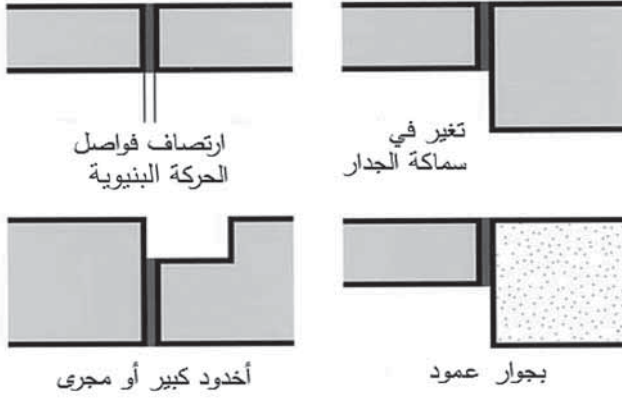 ارتصاف فواصل
الحركة البنيوية
تغير في
سماكة الجدار
أخدود كبير أو مجرى
بجوار عمود